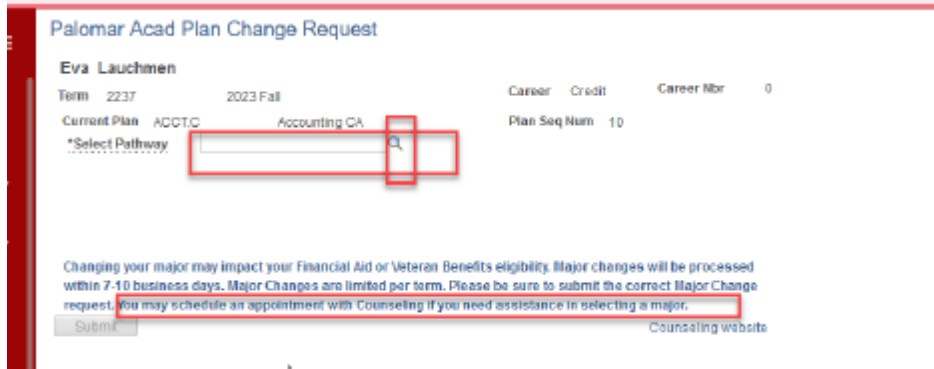 Palomar Acad Plan Change Request
Eva Lauchmen
Term 2237 2023 Fall Career Credit Career Nbr 0
Current Plan ACCT.C Accounting CA Plan Seq Num 10
*Select Pathway
Changing your major may impact your Financial Aid or Veteran Benefits eligibility. Major changes will be processed
within 7-10 business days. Major Changes are limited per term. Please be sure to submit the correct Major Change
request. You may schedule an appointment with Counseling if you need assistance in selecting a major.
Submit Counseling website